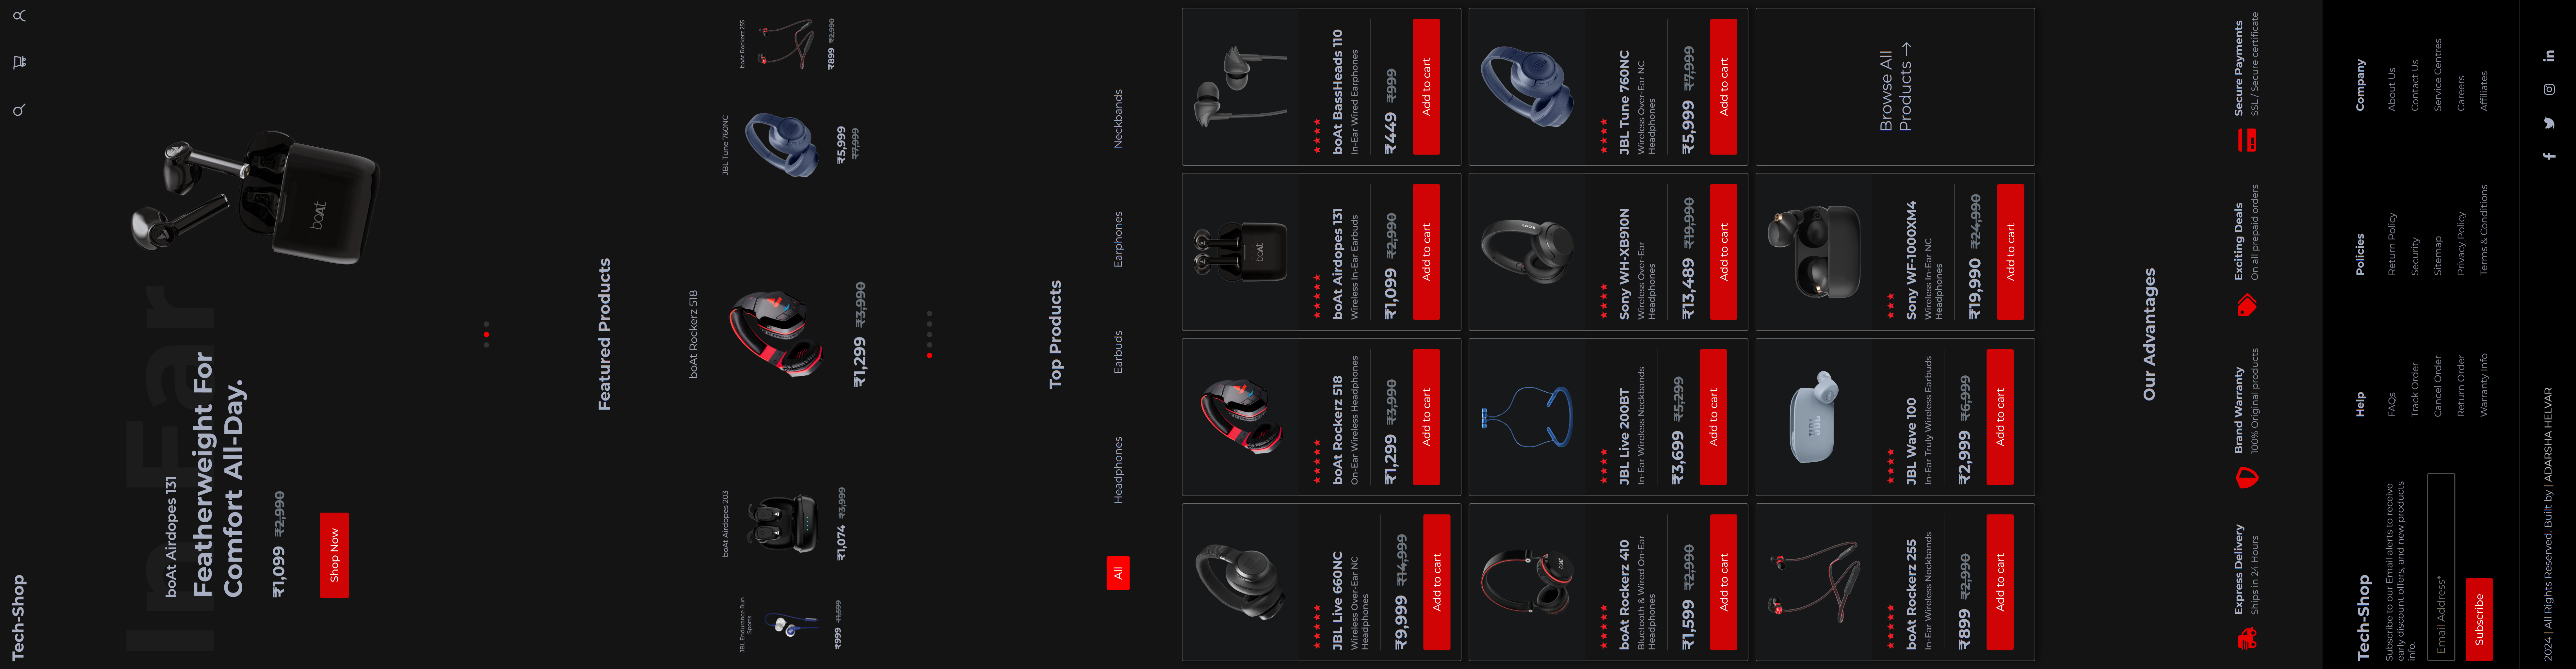 Tech-Shop
In Ear
boAt Airdopes 131
Featherweight For
Comfort All-Day.
₹1,099 ₹2,990
Shop Now
boAt
Featured Products
JBL Endurance Run
Sports
₹999 ₹1,699
boAt Airdopes 203
₹1,074 ₹3,999
boAt Rockerz 518
₹1,299 ₹3,990
JBL Tune 760NC
₹5,999
₹7,999
boAt Rockerz 255
₹899 ₹2,990
Top Products
All
Headphones
Earbuds
Earphones
Neckbands
JBL Live 660NC
Wireless Over-Ear NC
Headphones
₹9,999 ₹14,999
Add to cart
boAt Rockerz 518
On-Ear Wireless Headphones
₹1,299 ₹3,990
Add to cart
boAt
boAt Airdopes 131
Wireless In-Ear Earbuds
₹1,099 ₹2,990
Add to cart
boAt BassHeads 110
In-Ear Wired Earphones
₹449 ₹999
Add to cart
boAt Rockerz 410
Bluetooth & Wired On-Ear
Headphones
₹1,599 ₹2,990
Add to cart
JBL Live 200BT
In-Ear Wireless Neckbands
₹3,699 ₹5,299
Add to cart
SONY
Sony WH-XB910N
Wireless Over-Ear
Headphones
₹13,489 ₹19,990
Add to cart
JBL Tune 760NC
Wireless Over-Ear NC
Headphones
₹5,999 ₹7,999
Add to cart
boAt Rockerz 255
In-Ear Wireless Neckbands
₹899 ₹2,990
Add to cart
JBL
JBL Wave 100
In-Ear Truly Wireless Earbuds
₹2,999 ₹6,999
Add to cart
Sony WF-1000XM4
Wireless In-Ear NC
Headphones
₹19,990 ₹24,990
Add to cart
Browse All
Products →
Our Advantages
Express Delivery
Ships in 24 Hours
Brand Warranty
100% Original products
Exciting Deals
On all prepaid orders
Secure Payments
SSL / Secure certificate
Tech-Shop
Subscribe to our Email alerts to receive
early discount offers, and new products
info.
Email Address*
Subscribe
Help
FAQs
Track Order
Cancel Order
Return Order
Warranty Info
Policies
Return Policy
Security
Sitemap
Privacy Policy
Terms & Conditions
Company
About Us
Contact Us
Service Centres
Careers
Affiliates
2024 | All Rights Reserved. Built by | ADARSHA HELVAR